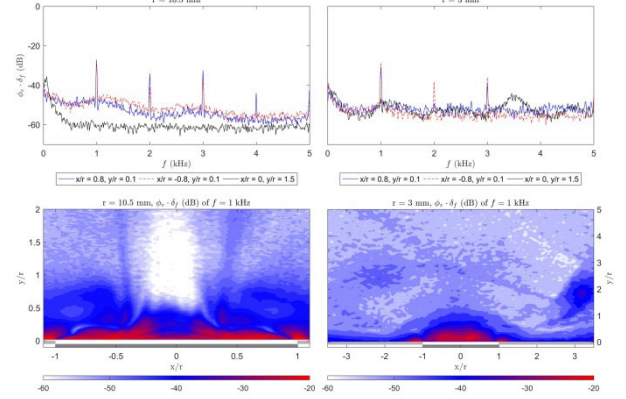 r = 10.5 mm
r = 3 mm
0
-20
-40
-60
ϕv · δf (dB)
0 1 2 3 4 5
0 1 2 3 4 5
f (kHz)
f (kHz)
x/r = 0.8, y/r = 0.1 x/r = -0.8, y/r = 0.1 x/r = 0, y/r = 1.5
x/r = 0.8, y/r = 0.1 x/r = -0.8, y/r = 0.1 x/r = 0, y/r = 1.5
r = 10.5 mm, ϕv · δf (dB) of f = 1 kHz
r = 3 mm, ϕv · δf (dB) of f = 1 kHz
2
1.5
1
0.5
0
y/r
5
4
3
2
1
0
y/r
-1 -0.5 0 0.5 1
-3 -2 -1 0 1 2 3
x/r
x/r
-60 -50 -40 -30 -20
-60 -50 -40 -30 -20